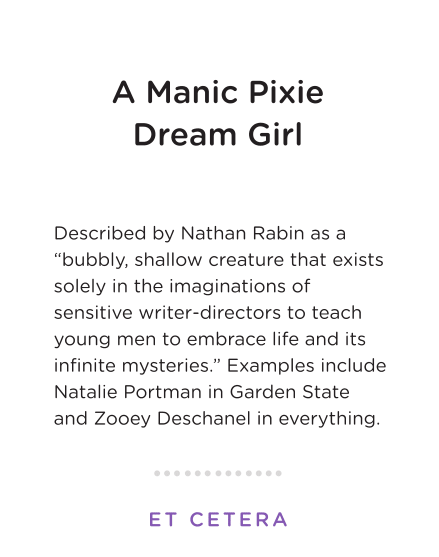 A Manic Pixie
Dream Girl
Described by Nathan Rabin as a
“bubbly, shallow creature that exists
solely in the imaginations of
sensitive writer-directors to teach
young men to embrace life and its
infinite mysteries.” Examples include
Natalie Portman in Garden State
and Zooey Deschanel in everything.
ET CETERA